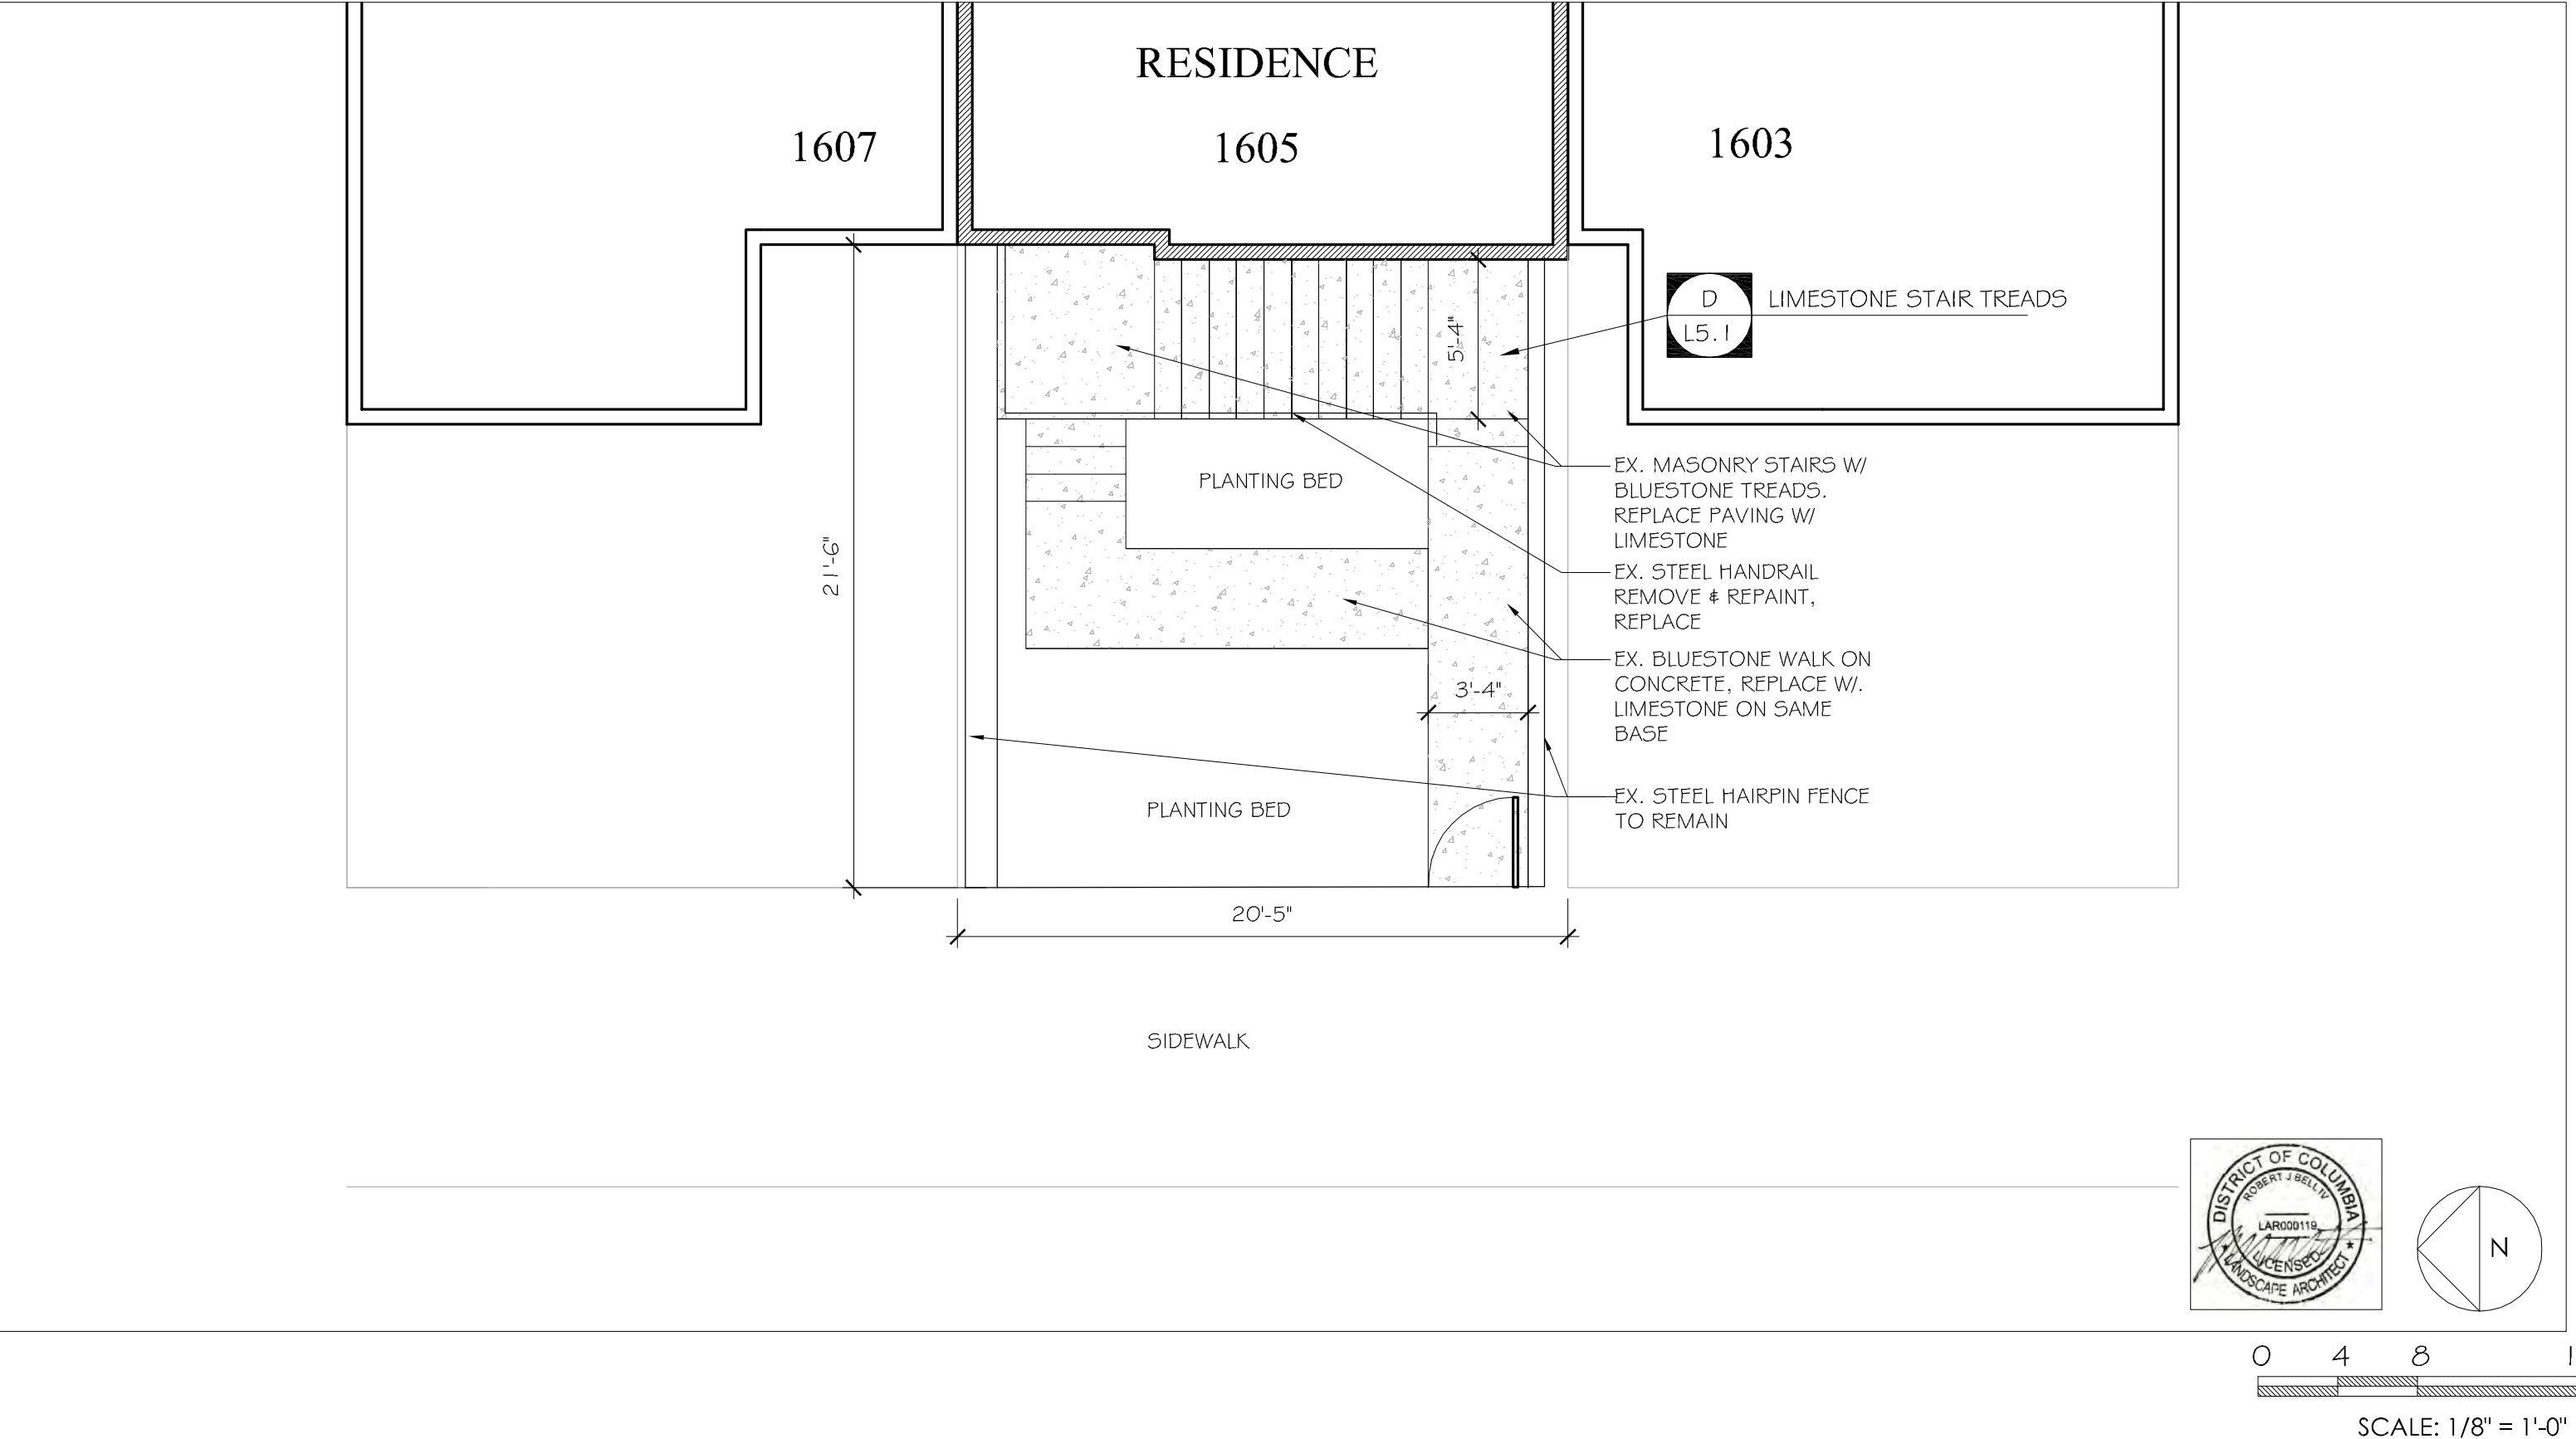 RESIDENCE
1607
1605
1603
D
L5.1
LIMESTONE STAIR TREADS
5'-4"
EX. MASONRY STAIRS W/
BLUESTONE TREADS.
REPLACE PAVING W/
LIMESTONE
PLANTING BED
EX. STEEL HANDRAIL
REMOVE & REPAINT,
REPLACE
21'-6"
EX. BLUESTONE WALK ON
CONCRETE, REPLACE W/.
LIMESTONE ON SAME
BASE
3'-4"
EX. STEEL HAIRPIN FENCE
TO REMAIN
PLANTING BED
20'-5"
SIDEWALK
DISTRICT OF COLUMBIA
ROBERT J BELL IV
LAR000119
LICENSED
LANDSCAPE ARCHITECT
N
0 4 8 1
SCALE: 1/8" = 1'-0"